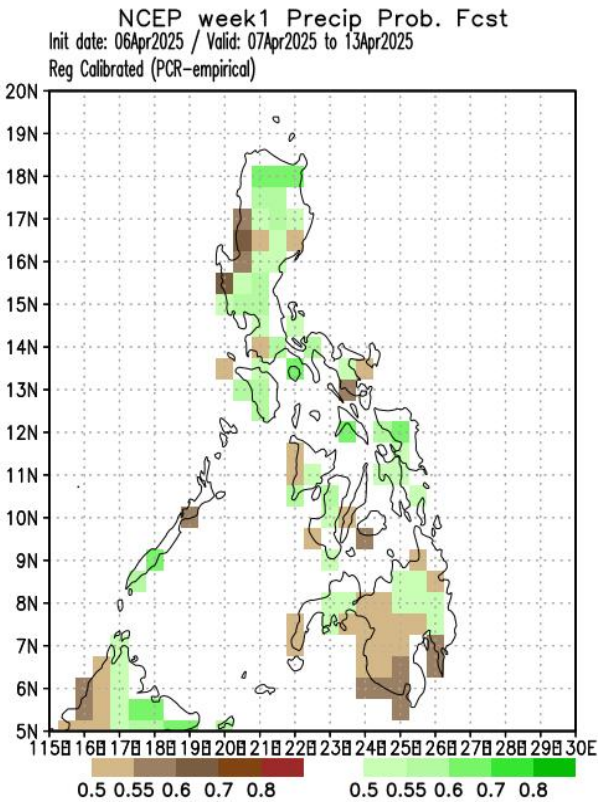 NCEP week1 Precip Prob. Fcst
Init date: 06Apr2025 / Valid: 07Apr2025 to 13Apr2025
Reg Calibrated (PCR-empirical)
20N
19N
18N
17N
16N
15N
14N
13N
12N
11N
10N
9N
8N
7N
6N
5N
115E 116E 117E 118E 119E 120E 121E 122E 123E 124E 125E 126E 127E 128E 129E 130E
0.5 0.55 0.6 0.7 0.8 0.5 0.55 0.6 0.7 0.8